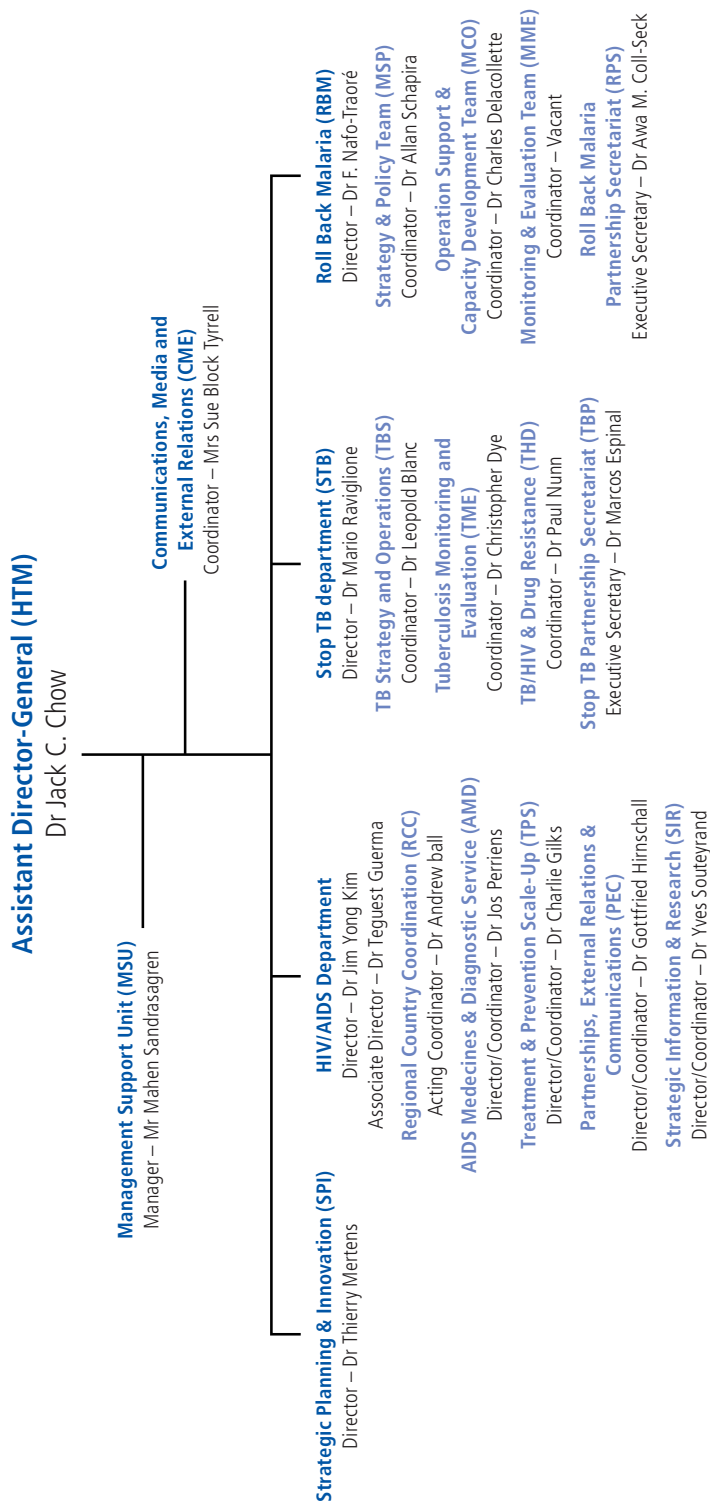 Assistant Director-General (HTM)
Dr Jack C. Chow
Management Support Unit (MSU)
Manager – Mr Mahen Sandrasagren
Communications, Media and
External Relations (CME)
Coordinator – Mrs Sue Block Tyrrell
Strategic Planning & Innovation (SPI)
Director – Dr Thierry Mertens
HIV/AIDS Department
Director – Dr Jim Yong Kim
Associate Director – Dr Teguest Guerma
Regional Country Coordination (RCC)
Acting Coordinator – Dr Andrew ball
AIDS Medecines & Diagnostic Service (AMD)
Director/Coordinator – Dr Jos Perriens
Treatment & Prevention Scale-Up (TPS)
Director/Coordinator – Dr Charlie Gilks
Partnerships, External Relations &
Communications (PEC)
Director/Coordinator – Dr Gottfried Hirnschall
Strategic Information & Research (SIR)
Director/Coordinator – Dr Yves Souteyrand
Stop TB department (STB)
Director – Dr Mario Raviglione
TB Strategy and Operations (TBS)
Coordinator – Dr Leopold Blanc
Tuberculosis Monitoring and
Evaluation (TME)
Coordinator – Dr Christopher Dye
TB/HIV & Drug Resistance (THD)
Coordinator – Dr Paul Nunn
Stop TB Partnership Secretariat (TBP)
Executive Secretary – Dr Marcos Espinal
Roll Back Malaria (RBM)
Director – Dr F. Nafo-Traoré
Strategy & Policy Team (MSP)
Coordinator – Dr Allan Schapira
Operation Support &
Capacity Development Team (MCO)
Coordinator – Dr Charles Delacollette
Monitoring & Evaluation Team (MME)
Coordinator – Vacant
Roll Back Malaria
Partnership Secretariat (RPS)
Executive Secretary – Dr Awa M. Coll-Seck